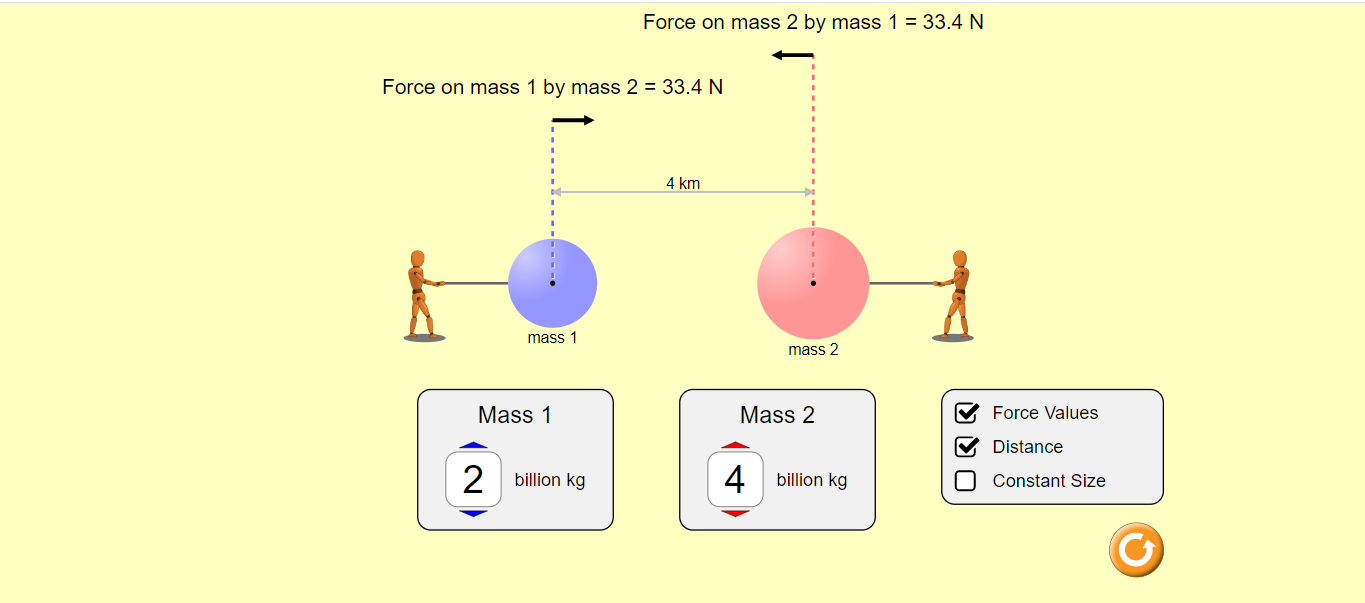 Force on mass 2 by mass 1 = 33.4 N
Force on mass 1 by mass 2 = 33.4 N
4 km
mass 1
mass 2
Mass 1
2 billion kg
Mass 2
4 billion kg
Force Values
Distance
Constant Size